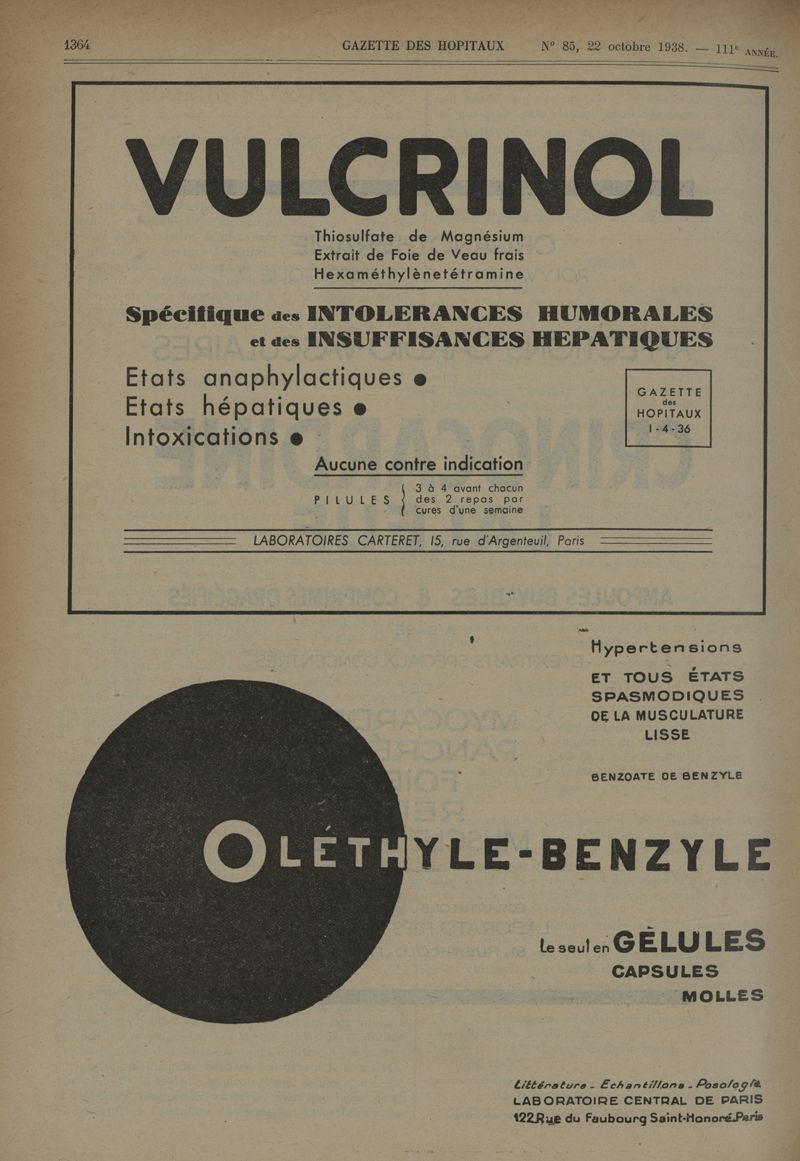 1364 GAZETTE DES HOPITAUX N° 85, 22 octobre 1938. — 111e ANNÉE.
VULCRINOL
Thiosulfate de Magnésium
Extrait de Foie de Veau frais
Hexaméthylènetétramine
Spécifique des INTOLERANCES HUMORALES
et des INSUFFISANCES HEPATIQUES
Etats anaphylactiques ●
Etats hépatiques ●
Intoxications ●
GAZETTE
des
HOPITAUX
1-4-36
Aucune contre indication
PILULES { 3 à 4 avant chacun
des 2 repas par
cures d'une semaine
LABORATOIRES CARTERET, 15, rue d'Argenteuil, Paris
Hypertensions
ET TOUS ÉTATS
SPASMODIQUES
DE LA MUSCULATURE
LISSE
BENZOATE DE BENZYLE
OLÉTHYLE-BENZYLE
Le seul en GÉLULES
CAPSULES
MOLLES
Littérature - Echantillons - Posologie
LABORATOIRE CENTRAL DE PARIS
122 Rue du Faubourg Saint-Honoré Paris